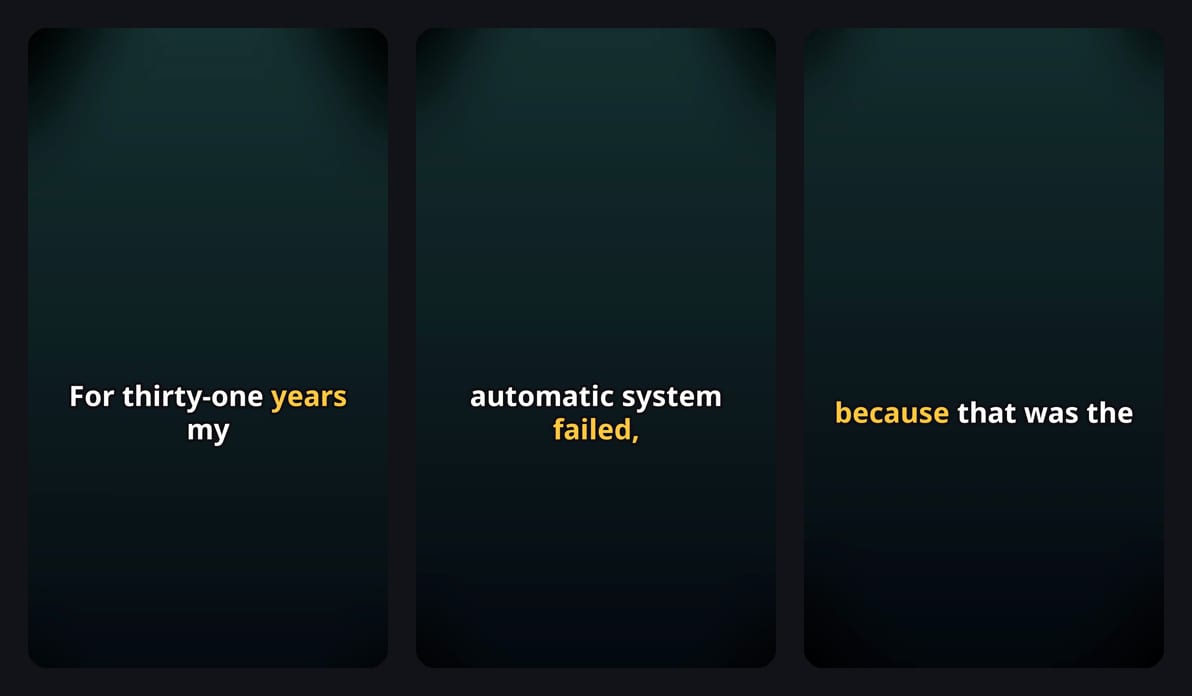 For thirty-one years
my
automatic system
failed,
because that was the